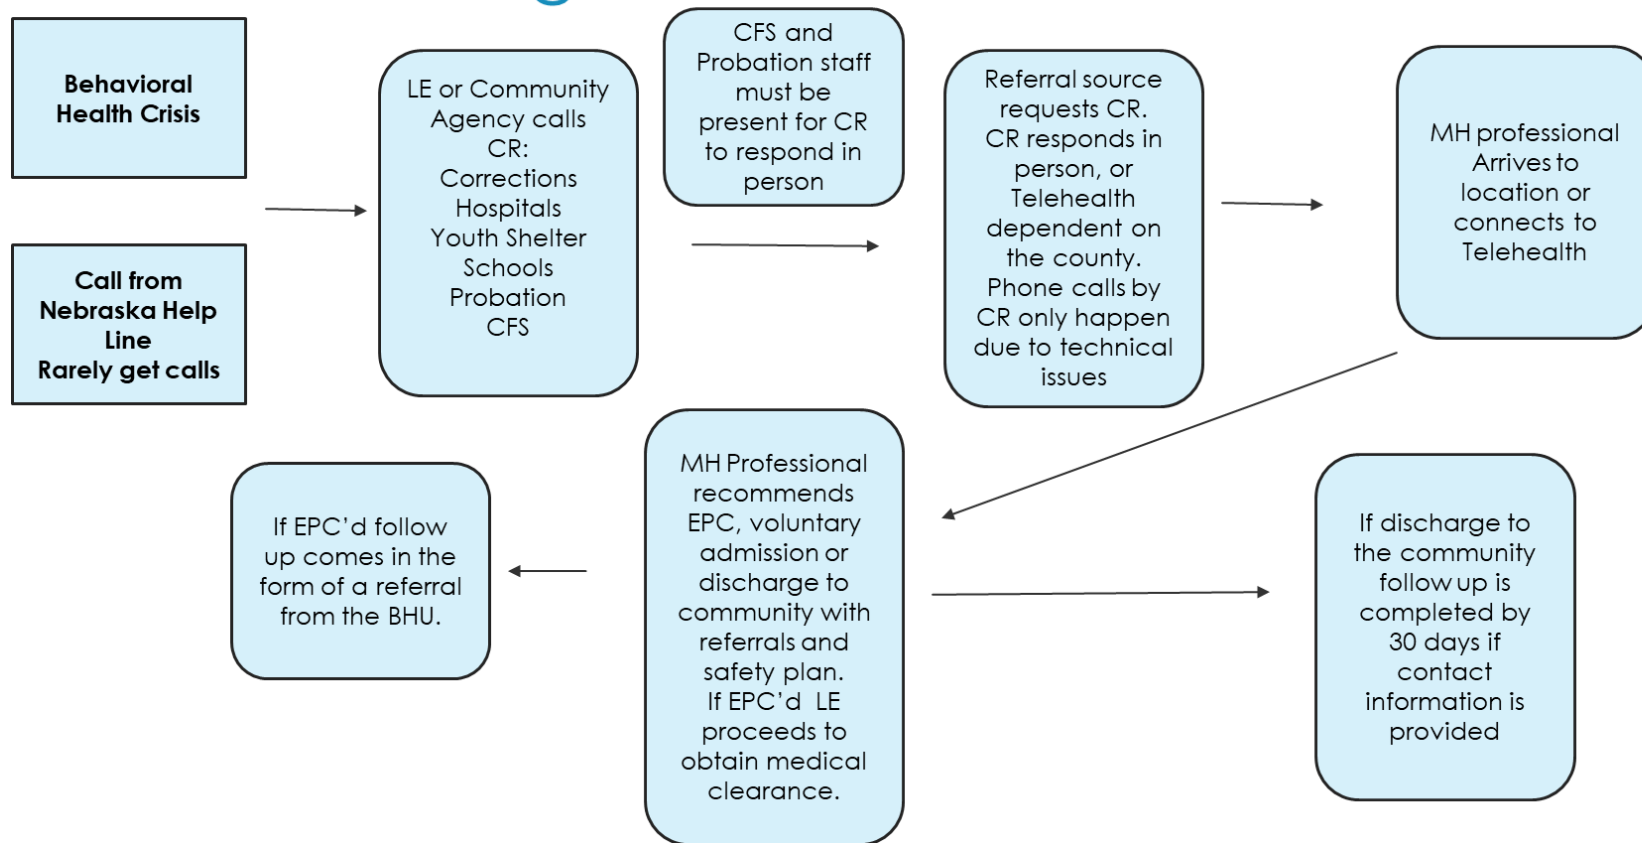 Behavioral
Health Crisis
Call from
Nebraska Help
Line
Rarely get calls
LE or Community
Agency calls
CR:
Corrections
Hospitals
Youth Shelter
Schools
Probation
CFS
CFS and
Probation staff
must be
present for CR
to respond in
person
Referral source
requests CR.
CR responds in
person, or
Telehealth
dependent on
the county.
Phone calls by
CR only happen
due to technical
issues
MH professional
Arrives to
location or
connects to
Telehealth
If EPC’d follow
up comes in the
form of a referral
from the BHU.
MH Professional
recommends
EPC, voluntary
admission or
discharge to
community with
referrals and
safety plan.
If EPC’d LE
proceeds to
obtain medical
clearance.
If discharge to
the community
follow up is
completed by
30 days if
contact
information is
provided